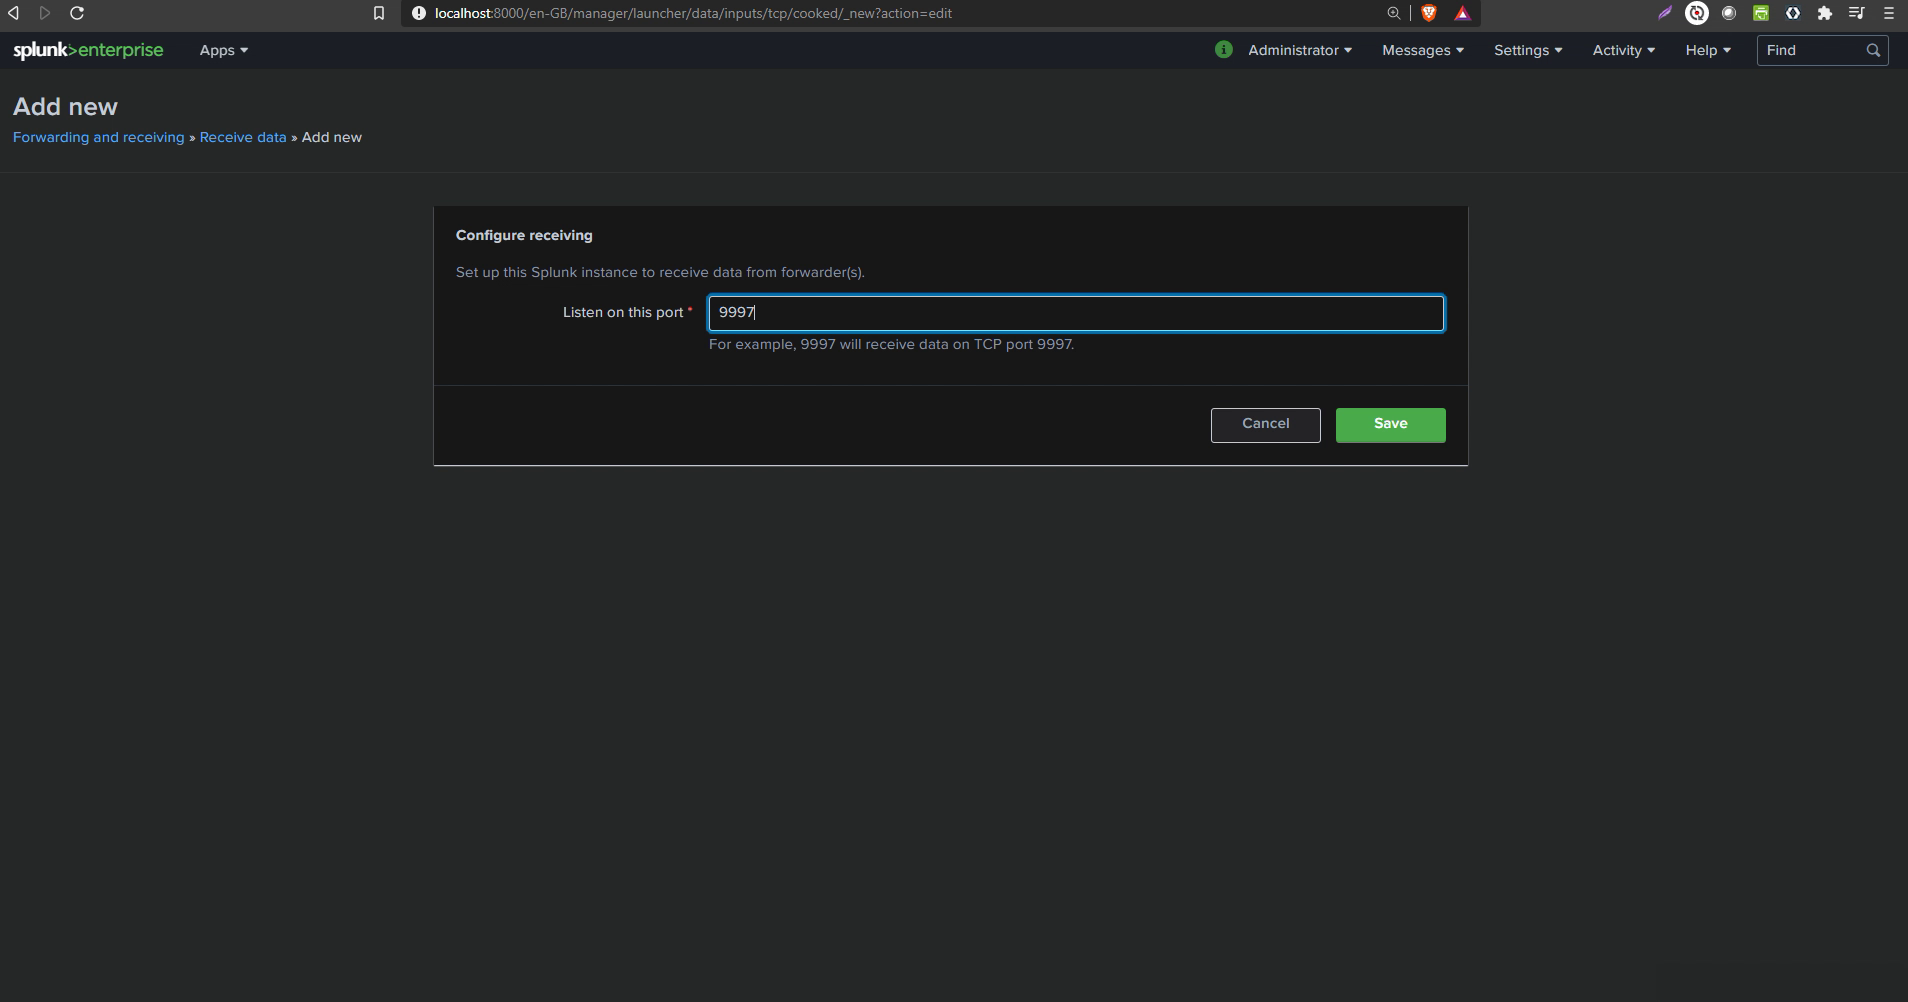 localhost:8000/en-GB/manager/launcher/data/inputs/tcp/cooked/_new?action=edit
splunk>enterprise Apps Administrator Messages Settings Activity Help Find
Add new
Forwarding and receiving » Receive data » Add new
Configure receiving
Set up this Splunk instance to receive data from forwarder(s).
Listen on this port * 9997
For example, 9997 will receive data on TCP port 9997.
Cancel Save